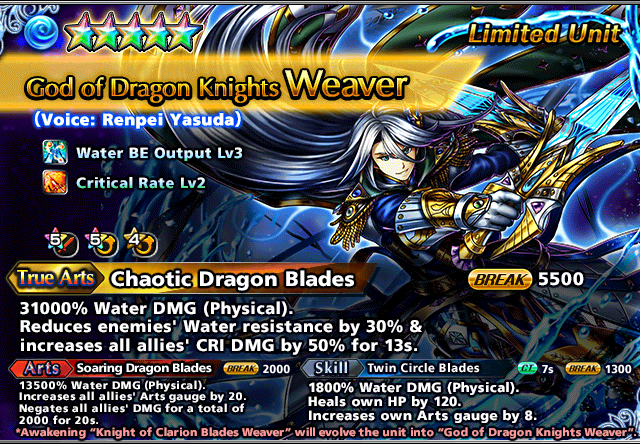 Limited Unit
God of Dragon Knights Weaver
(Voice: Renpei Yasuda)
Water BE Output Lv3
Critical Rate Lv2
5 5 4
True Arts Chaotic Dragon Blades BREAK 5500
31000% Water DMG (Physical).
Reduces enemies' Water resistance by 30% &
increases all allies' CRI DMG by 50% for 13s.
Arts Soaring Dragon Blades BREAK 2000
13500% Water DMG (Physical).
Increases all allies' Arts gauge by 20.
Negates all allies' DMG for a total of
2000 for 20s.
Skill Twin Circle Blades CT 7s BREAK 1300
1800% Water DMG (Physical).
Heals own HP by 120.
Increases own Arts gauge by 8.
*Awakening "Knight of Clarion Blades Weaver" will evolve the unit into "God of Dragon Knights Weaver"